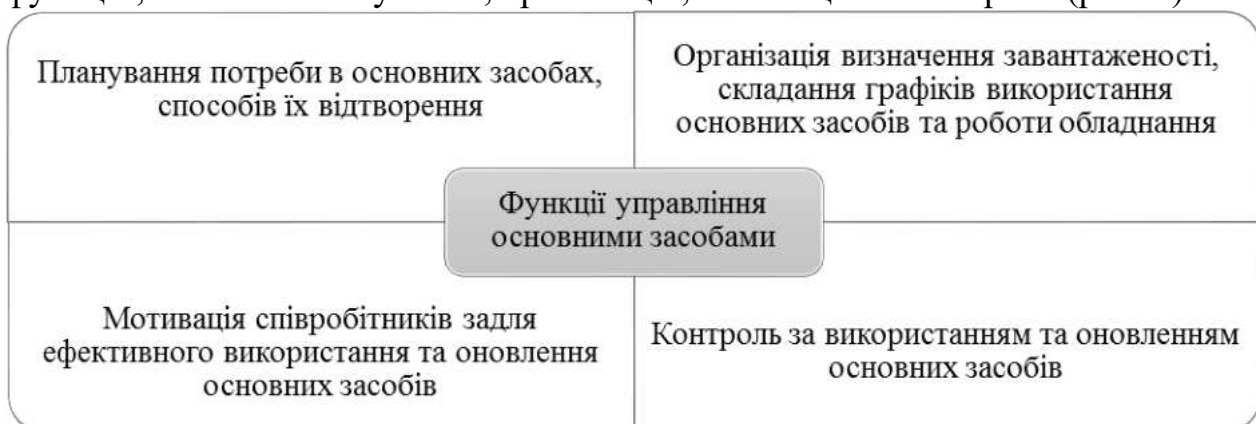 Планування потреби в основних засобах,
способів їх відтворення
Організація визначення завантаженості,
складання графіків використання
основних засобів та роботи обладнання
Функції управління
основними засобами
Мотивація співробітників задля
ефективного використання та оновлення
основних засобів
Контроль за використанням та оновленням
основних засобів